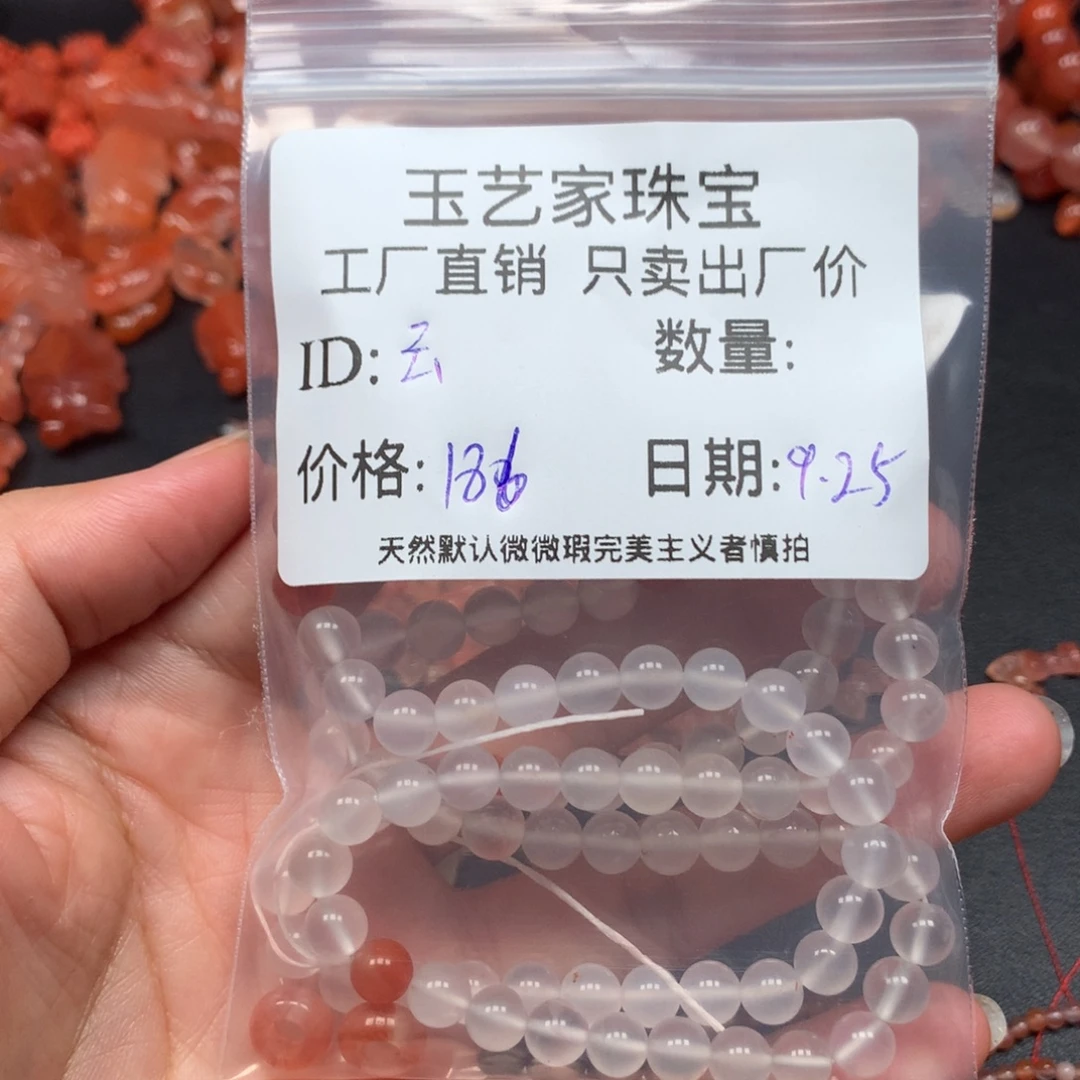 玉艺家珠宝
工厂直销 只卖出厂价
ID: 云 数量:
价格: 186 日期: 9.25
天然默认微微瑕完美主义者慎拍